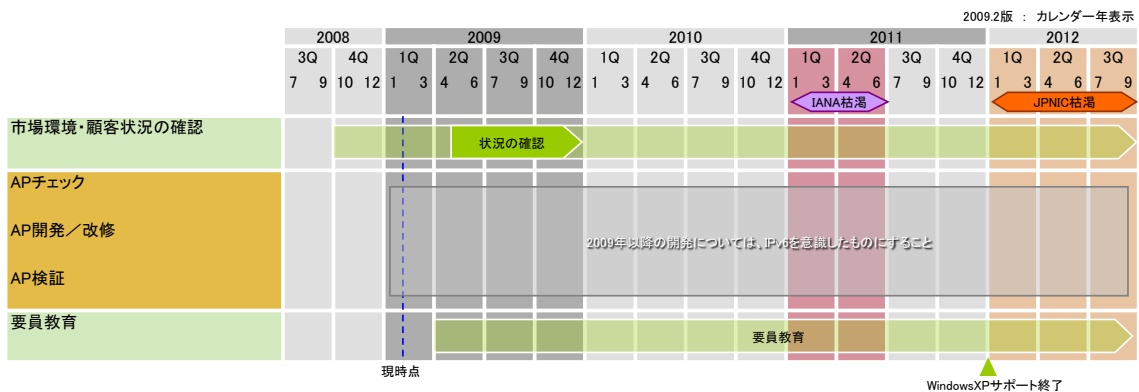 2009.2版 ： カレンダー年表示
2008 2009 2010 2011 2012
3Q 4Q 1Q 2Q 3Q 4Q 1Q 2Q 3Q 4Q 1Q 2Q 3Q 4Q 1Q 2Q 3Q
7 9 10 12 1 3 4 6 7 9 10 12 1 3 4 6 7 9 10 12 1 3 4 6 7 9 10 12 1 3 4 6 7 9
IANA枯渇 JPNIC枯渇
市場環境・顧客状況の確認
状況の確認
APチェック
AP開発／改修
2009年以降の開発については、IPv6を意識したものにすること
AP検証
要員教育
要員教育
現時点
WindowsXPサポート終了